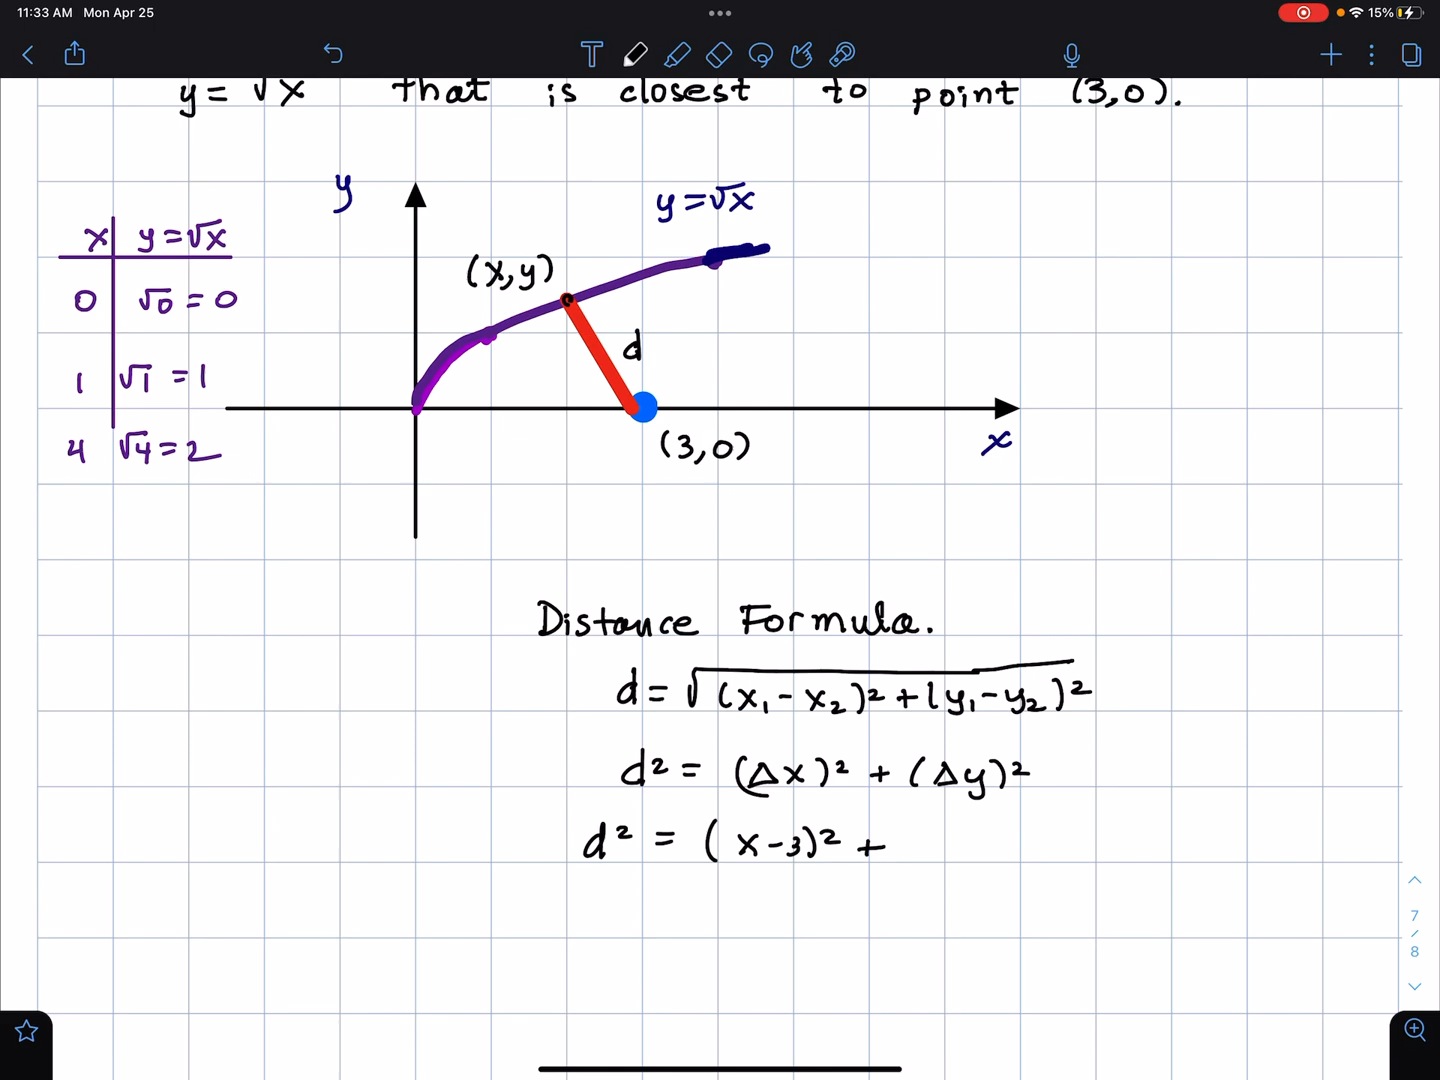 11:33 AM Mon Apr 25
15%
y = √x that is closest to point (3,0).
y
y = √x
x y = √x
(x,y)
0 √0 = 0
d
1 √1 = 1
(3,0)
x
4 √4 = 2
Distance Formula.
d = √(x₁ - x₂)² + (y₁ - y₂)²
d² = (Δx)² + (Δy)²
d² = ( x - 3)² +
7
/
8